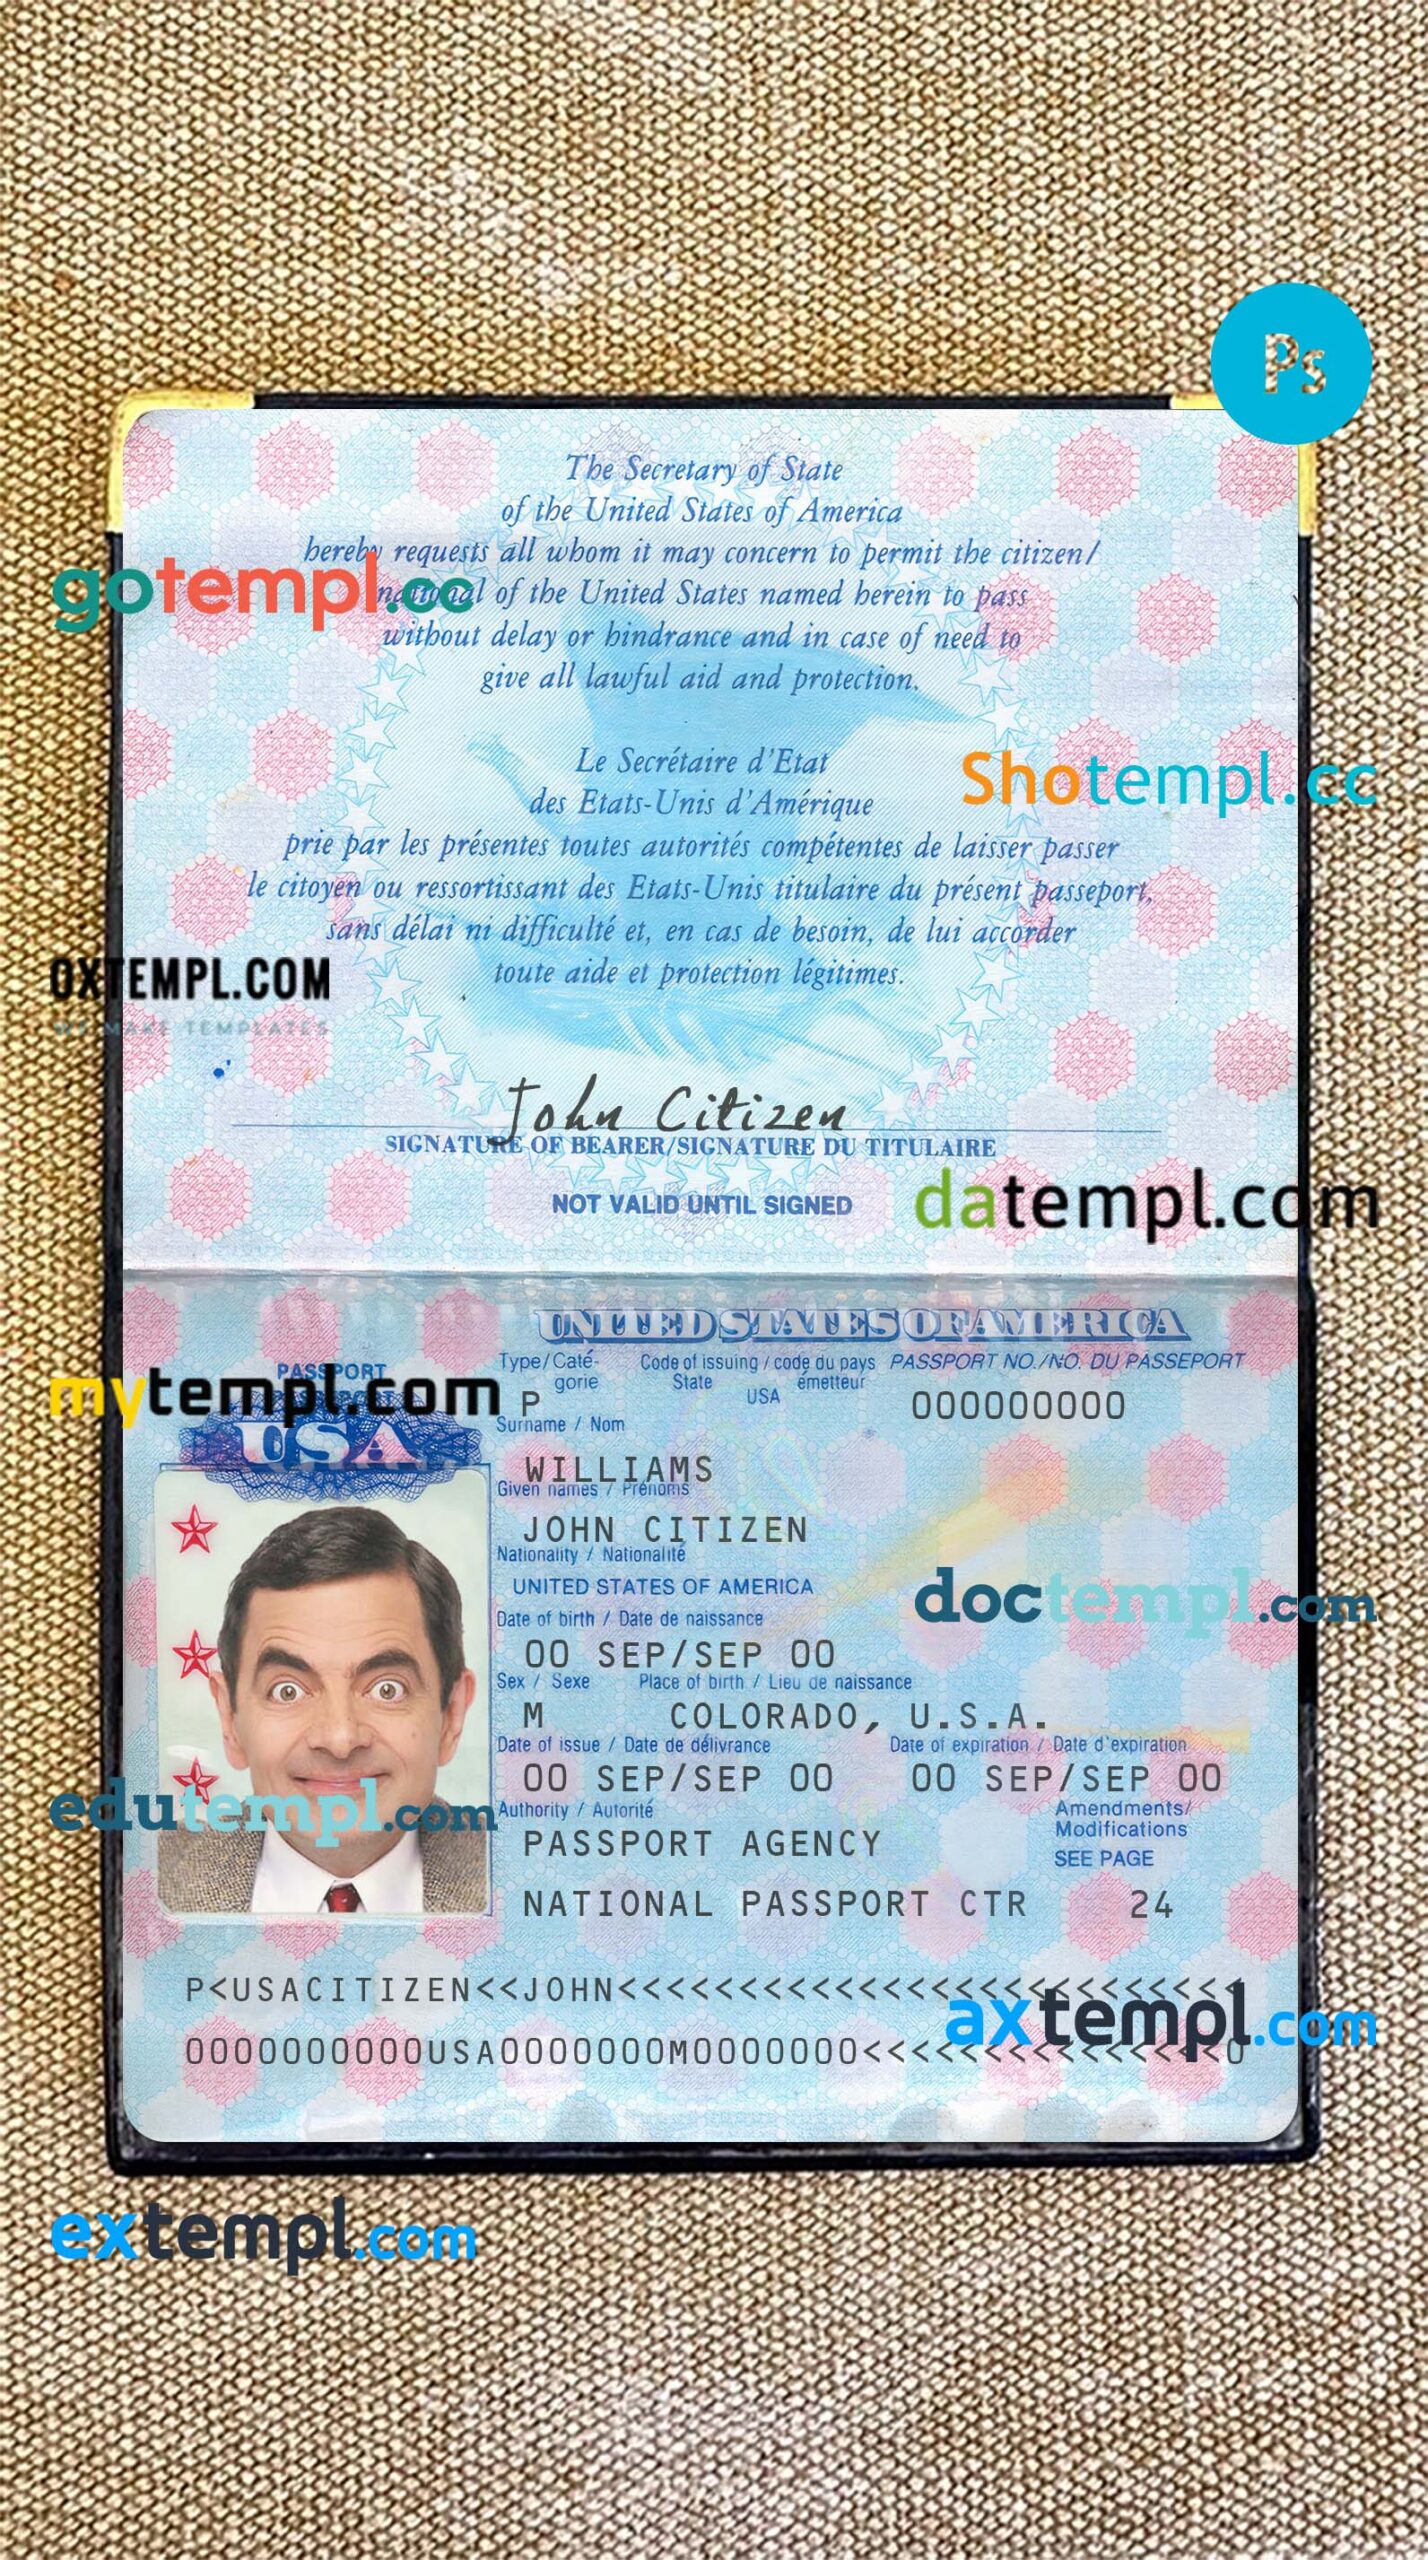 Ps
The Secretary of State
of the United States of America
hereby requests all whom it may concern to permit the citizen/
national of the United States named herein to pass
gotempl.cc
without delay or hindrance and in case of need to
give all lawful aid and protection.
Le Secrétaire d'Etat
des Etats-Unis d'Amérique
Shotempl.cc
prie par les présentes toutes autorités compétentes de laisser passer
le citoyen ou ressortissant des Etats-Unis titulaire du présent passeport,
sans délai ni difficulté et, en cas de besoin, de lui accorder
toute aide et protection légitimes.
OXTEMPL.COM
WE MAKE TEMPLATES
John Citizen
SIGNATURE OF BEARER/SIGNATURE DU TITULAIRE
NOT VALID UNTIL SIGNED
datempl.com
UNITED STATES OF AMERICA
PASSPORT
PASSPORT
USA
mytempl.com
Type/Caté- Code of issuing / code du pays PASSPORT NO./NO. DU PASSEPORT
gorie State émetteur
P USA 000000000
Surname / Nom
WILLIAMS
Given names / Prénoms
JOHN CITIZEN
Nationality / Nationalité
UNITED STATES OF AMERICA
doctempl.com
Date of birth / Date de naissance
00 SEP/SEP 00
Sex / Sexe Place of birth / Lieu de naissance
M COLORADO, U.S.A.
Date of issue / Date de délivrance Date of expiration / Date d'expiration
00 SEP/SEP 00 00 SEP/SEP 00
edutempl.com
Authority / Autorité Amendments/
Modifications
PASSPORT AGENCY SEE PAGE
NATIONAL PASSPORT CTR 24
P<USACITIZEN<<JOHN<<<<<<<<<<<<<<<<<<<<<<<<<<
axtempl.com
0000000000USA0000000M0000000<<<<<<<<<<<<<<<0
extempl.com